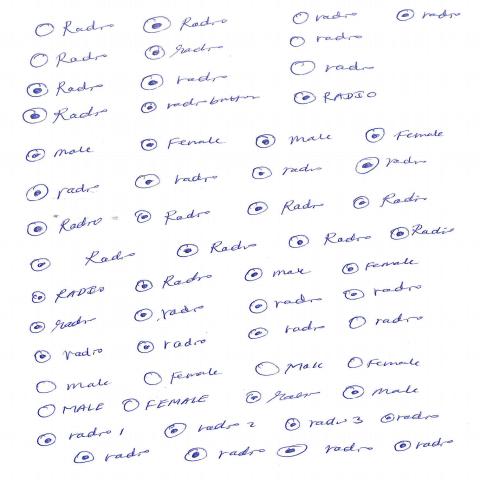 Radio Radio radio radio
Radio radio radio
Radio radio radio
Radio radio button RADIO
male Female male Female
radio radio radio radio
Radio Radio Radio Radio
Radio Radio Radio Radio
RADIO Radio male Female
radio radio radio radio
radio radio radio radio
male Female Male Female
MALE FEMALE radio male
radio 1 radio 2 radio 3 radio
radio radio radio radio